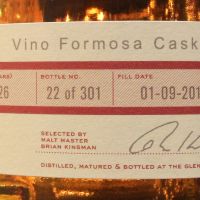 Vino Formosa Cask
BOTTLE NO.
FILL DATE
26
22 of 301
01-09-201
SELECTED BY
MALT MASTER
BRIAN KINSMAN
DISTILLED, MATURED & BOTTLED AT THE GLEN